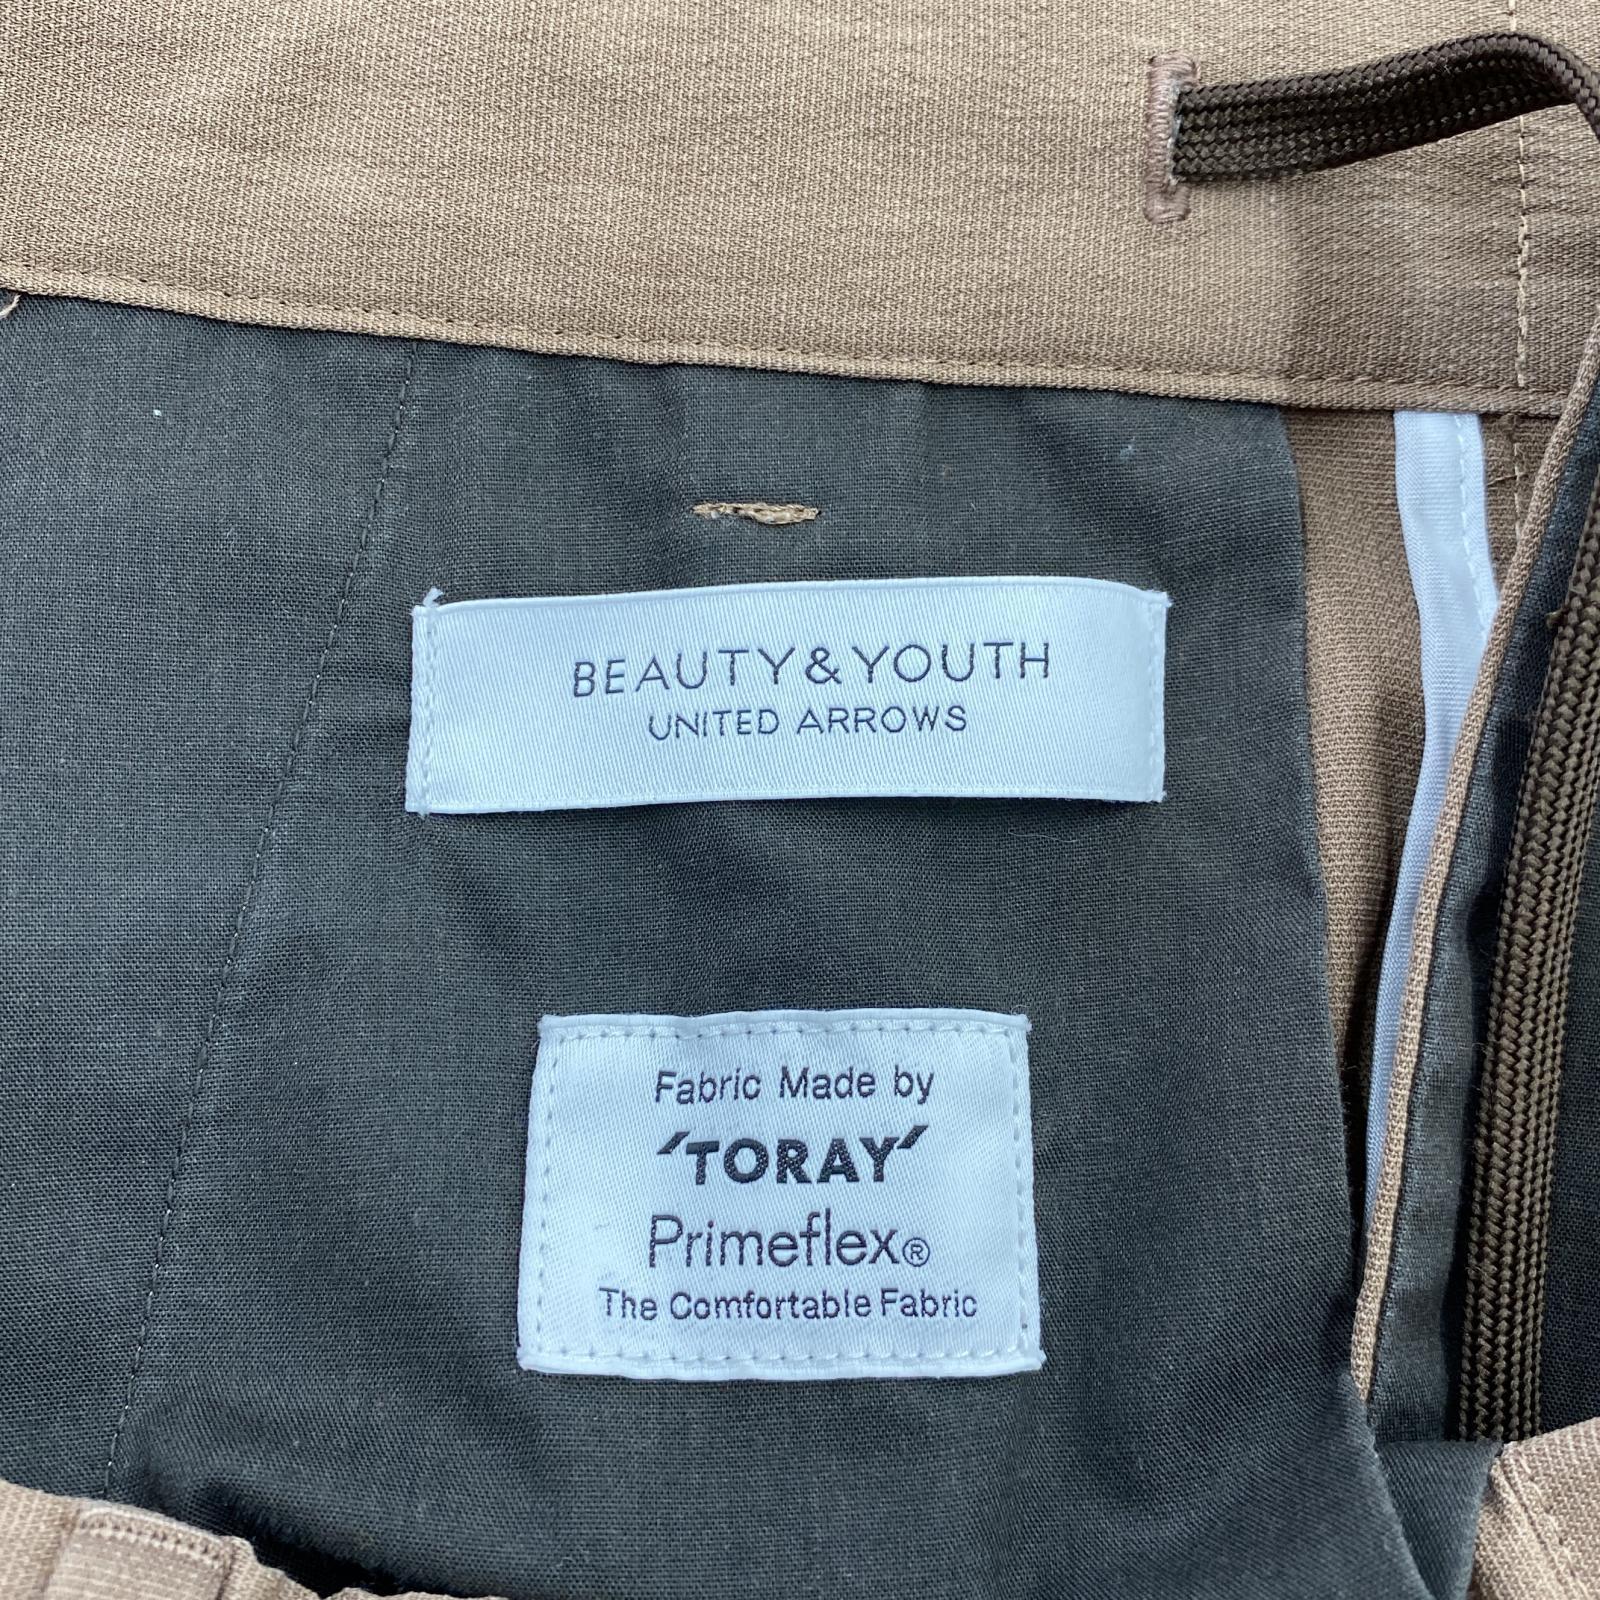 BEAUTY&YOUTH
UNITED ARROWS
Fabric Made by
'TORAY'
Primeflex®
The Comfortable Fabric